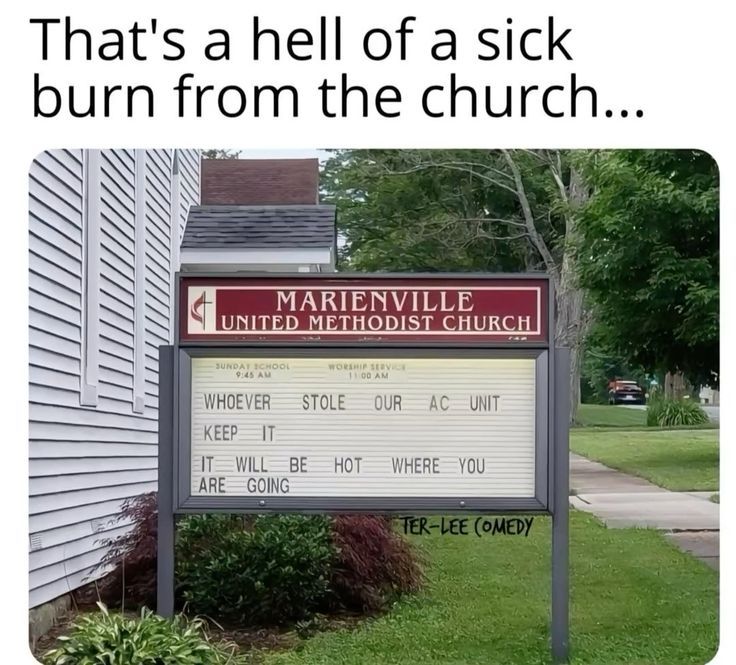 That's a hell of a sick
burn from the church...
MARIENVILLE
UNITED METHODIST CHURCH
SUNDAY SCHOOL WORSHIP SERVICE
9:45 AM 11:00 AM
WHOEVER STOLE OUR AC UNIT
KEEP IT
IT WILL BE HOT WHERE YOU
ARE GOING
TER-LEE COMEDY